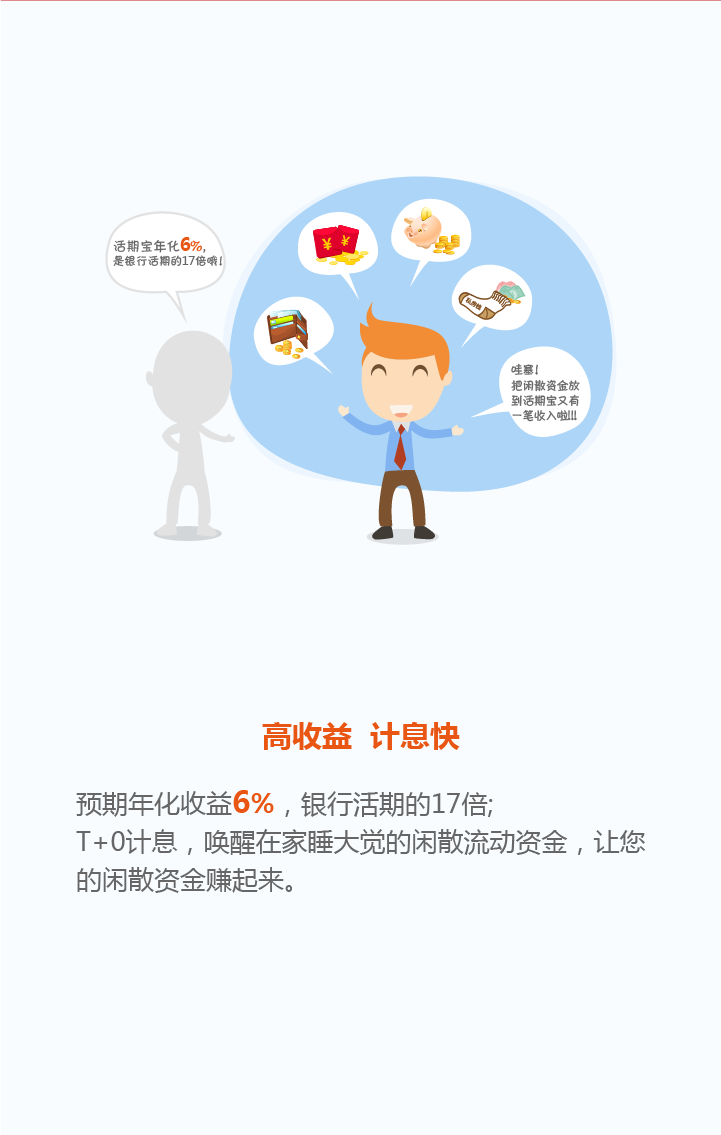 活期宝年化6%,
是银行活期的17倍哟!
¥ ¥
私房钱
哇塞!
把闲散资金放
到活期宝又有
一笔收入啦!!!
高收益 计息快
预期年化收益6%，银行活期的17倍;
T+0计息，唤醒在家睡大觉的闲散流动资金，让您
的闲散资金赚起来。